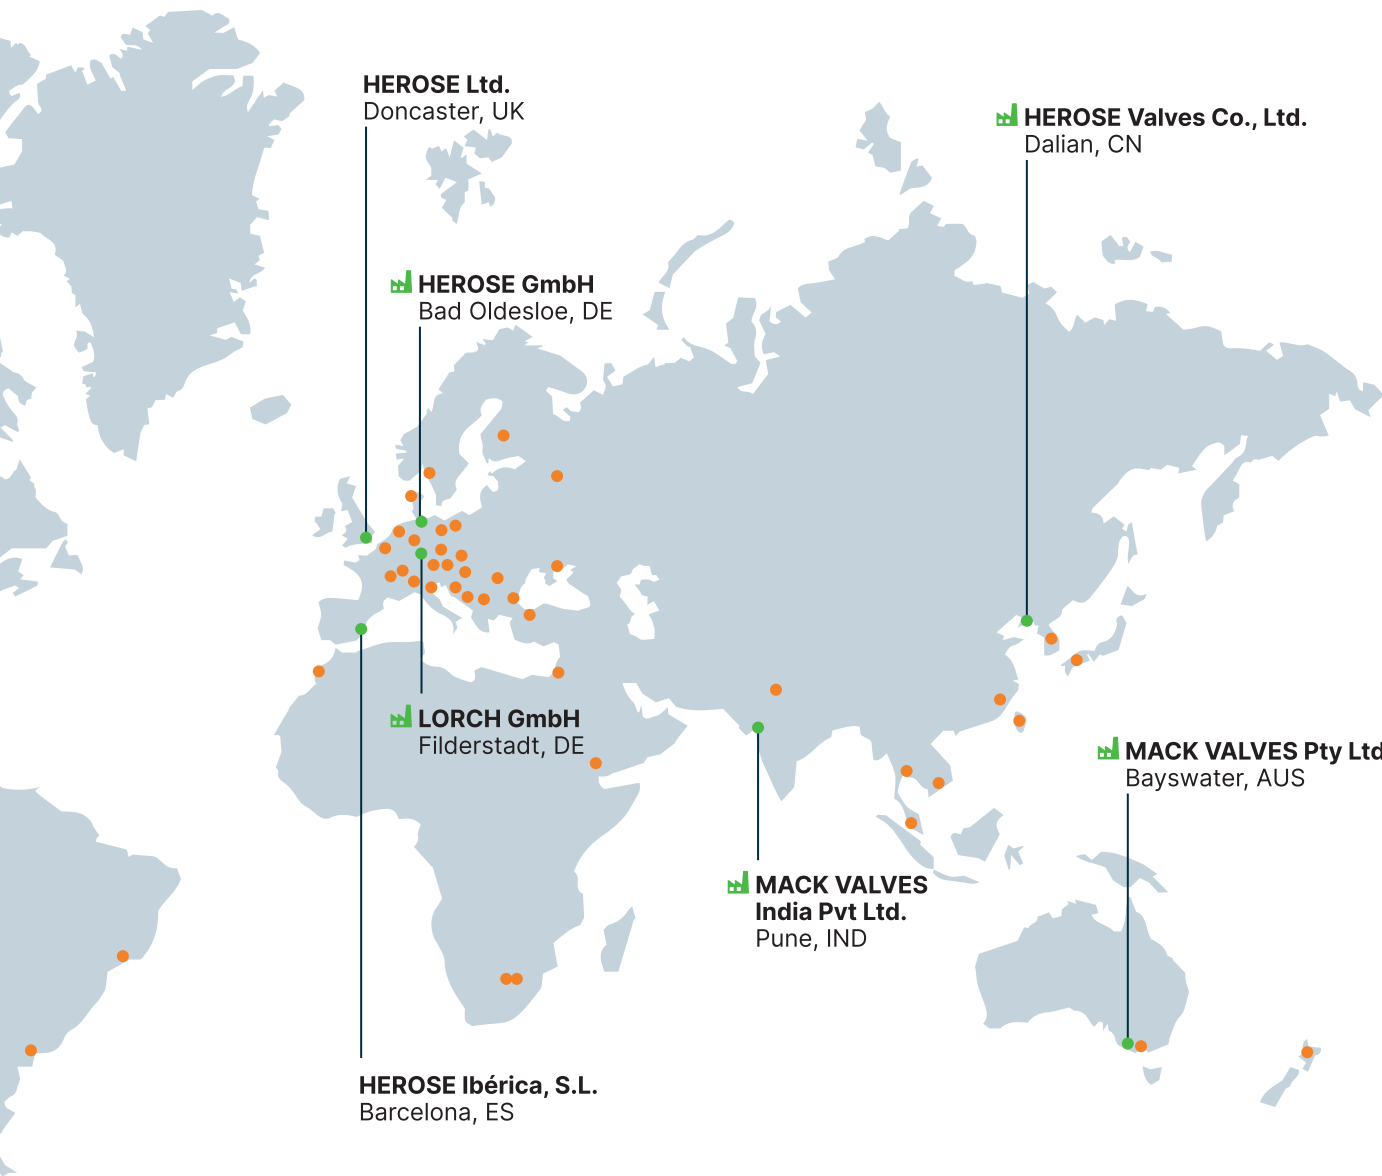 HEROSE Ltd.
Doncaster, UK
HEROSE Valves Co., Ltd.
Dalian, CN
HEROSE GmbH
Bad Oldesloe, DE
LORCH GmbH
Filderstadt, DE
MACK VALVES Pty Ltd
Bayswater, AUS
MACK VALVES
India Pvt Ltd.
Pune, IND
HEROSE Ibérica, S.L.
Barcelona, ES